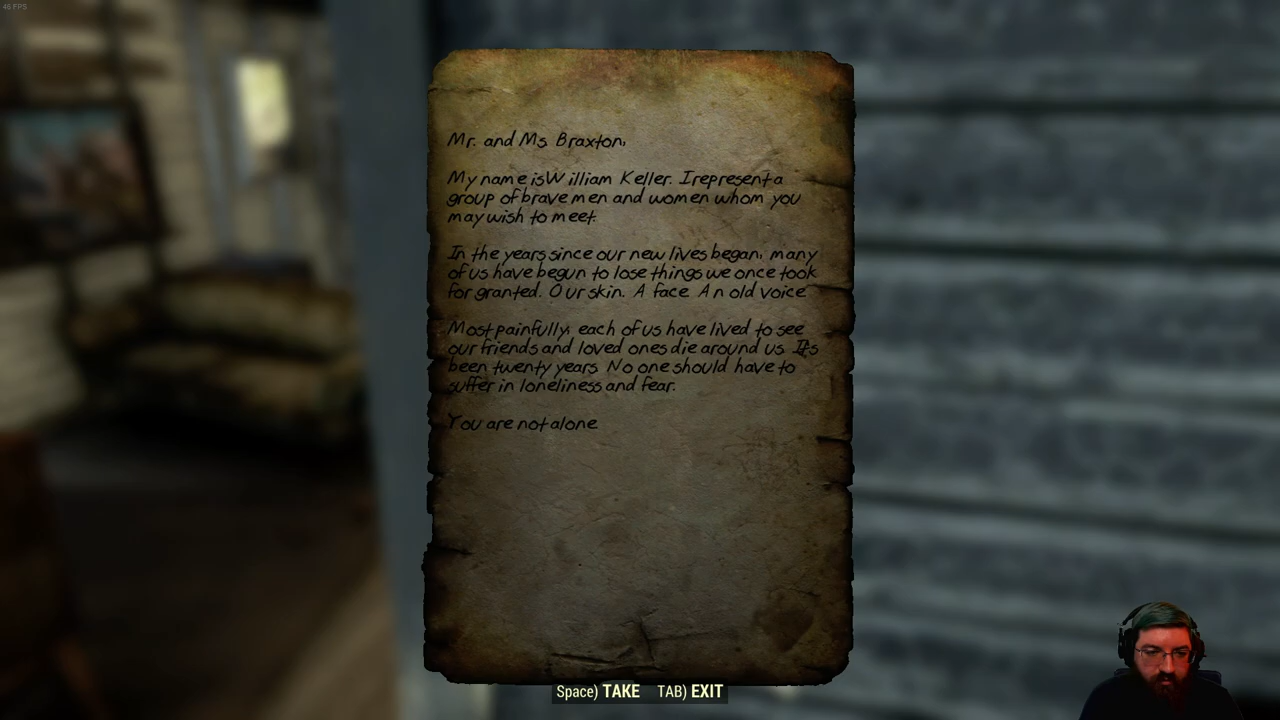 46 FPS
Mr. and Ms. Braxton,
My name is William Keller. I represent a
group of brave men and women whom you
may wish to meet.
In the years since our new lives began, many
of us have begun to lose things we once took
for granted. Our skin. A face. An old voice.
Most painfully, each of us have lived to see
our friends and loved ones die around us. It's
been twenty years. No one should have to
suffer in loneliness and fear.
You are not alone.
Space) TAKE TAB) EXIT